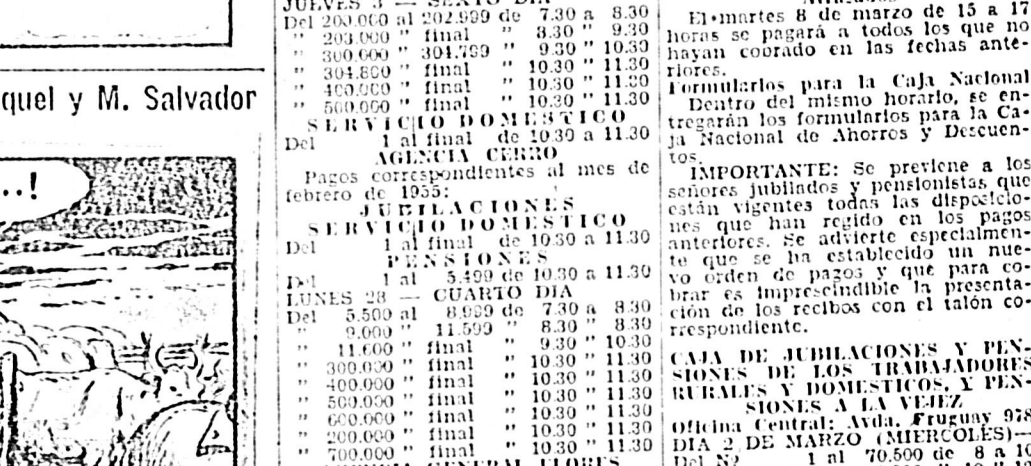 quel y M. Salvador
..!
JUEVES 3 — SEXTO DIA
Del 200.000 al 202.999 de 7.30 a 8.30
" 203.000 " final " 8.30 " 9.30
" 300.000 " 304.799 " 9.30 " 10.30
" 304.800 " final " 10.30 " 11.30
" 400.000 " final " 10.30 " 11.30
" 500.000 " final " 10.30 " 11.30
SERVICIO DOMESTICO
Del 1 al final de 10.30 a 11.30
AGENCIA CERRO
Pagos correspondientes al mes de
febrero de 1955:
JUBILACIONES
SERVICIO DOMESTICO
Del 1 al final de 10.30 a 11.30
PENSIONES
Del 1 al 5.499 de 10.30 a 11.30
LUNES 28 — CUARTO DIA
Del 5.500 al 8.999 de 7.30 a 8.30
" 9.000 " 11.599 " 8.30 " 8.30
" 11.600 " final " 9.30 " 10.30
" 300.000 " final " 10.30 " 11.30
" 400.000 " final " 10.30 " 11.30
" 500.000 " final " 10.30 " 11.30
" 600.000 " final " 10.30 " 11.30
" 200.000 " final " 10.30 " 11.30
" 700.000 " final " 10.30 " 11.30
GENERAL FLORES
El martes 8 de marzo de 15 a 17
horas se pagará a todos los que no
hayan cobrado en las fechas ante-
riores.
Formularios para la Caja Nacional
Dentro del mismo horario, se en-
tregarán los formularios para la Ca-
ja Nacional de Ahorros y Descuen-
tos.
IMPORTANTE: Se previene a los
señores jubilados y pensionistas que
están vigentes todas las disposicio-
nes que han regido en los pagos
anteriores. Se advierte especialmen-
te que se ha establecido un nue-
vo orden de pagos y que para co-
brar es imprescindible la presenta-
ción de los recibos con el talón co-
rrespondiente.
CAJA DE JUBILACIONES Y PEN-
SIONES DE LOS TRABAJADORES
RURALES Y DOMESTICOS, Y PEN-
SIONES A LA VEJEZ
Oficina Central: Avda. Fruguay 978
DIA 2 DE MARZO (MIERCOLES)—
Del Nº 1 al 70.500 de 8 a